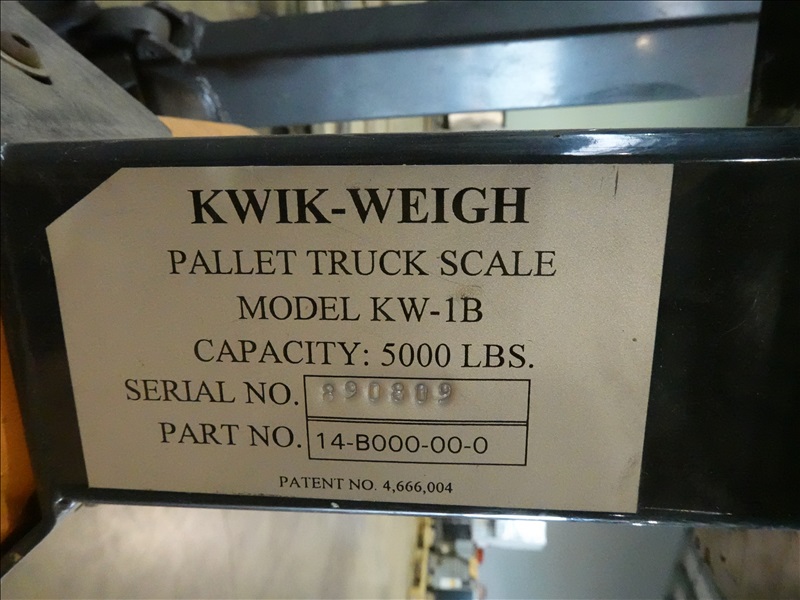 KWIK-WEIGH
PALLET TRUCK SCALE
MODEL KW-1B
CAPACITY: 5000 LBS.
SERIAL NO. 890809
PART NO. 14-B000-00-0
PATENT NO. 4,666,004